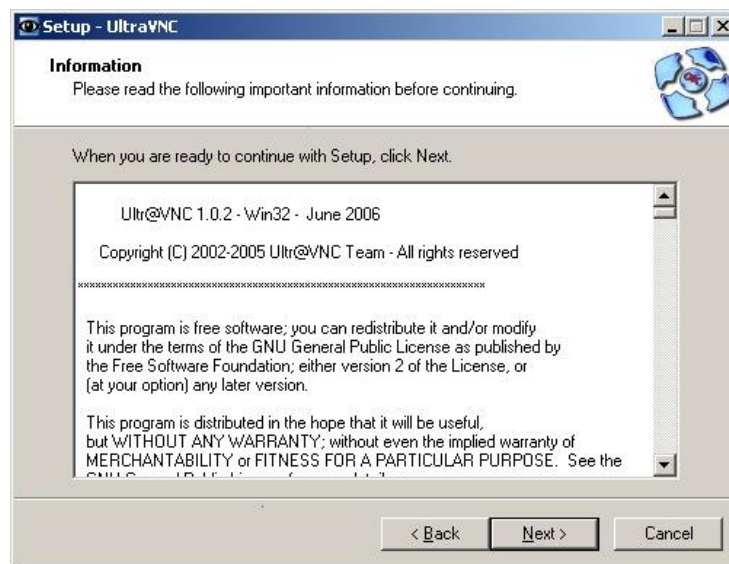 Setup - UltraVNC
Information
Please read the following important information before continuing.
When you are ready to continue with Setup, click Next.
Ultr@VNC 1.0.2 - Win32 - June 2006
Copyright (C) 2002-2005 Ultr@VNC Team - All rights reserved
This program is free software; you can redistribute it and/or modify
it under the terms of the GNU General Public License as published by
the Free Software Foundation; either version 2 of the License, or
(at your option) any later version.
This program is distributed in the hope that it will be useful,
but WITHOUT ANY WARRANTY; without even the implied warranty of
MERCHANTABILITY or FITNESS FOR A PARTICULAR PURPOSE. See the
< Back Next > Cancel